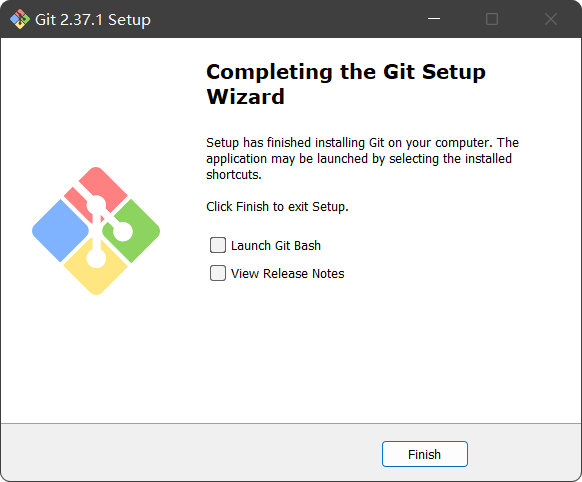 Git 2.37.1 Setup
Completing the Git Setup
Wizard
Setup has finished installing Git on your computer. The
application may be launched by selecting the installed
shortcuts.
Click Finish to exit Setup.
Launch Git Bash
View Release Notes
Finish